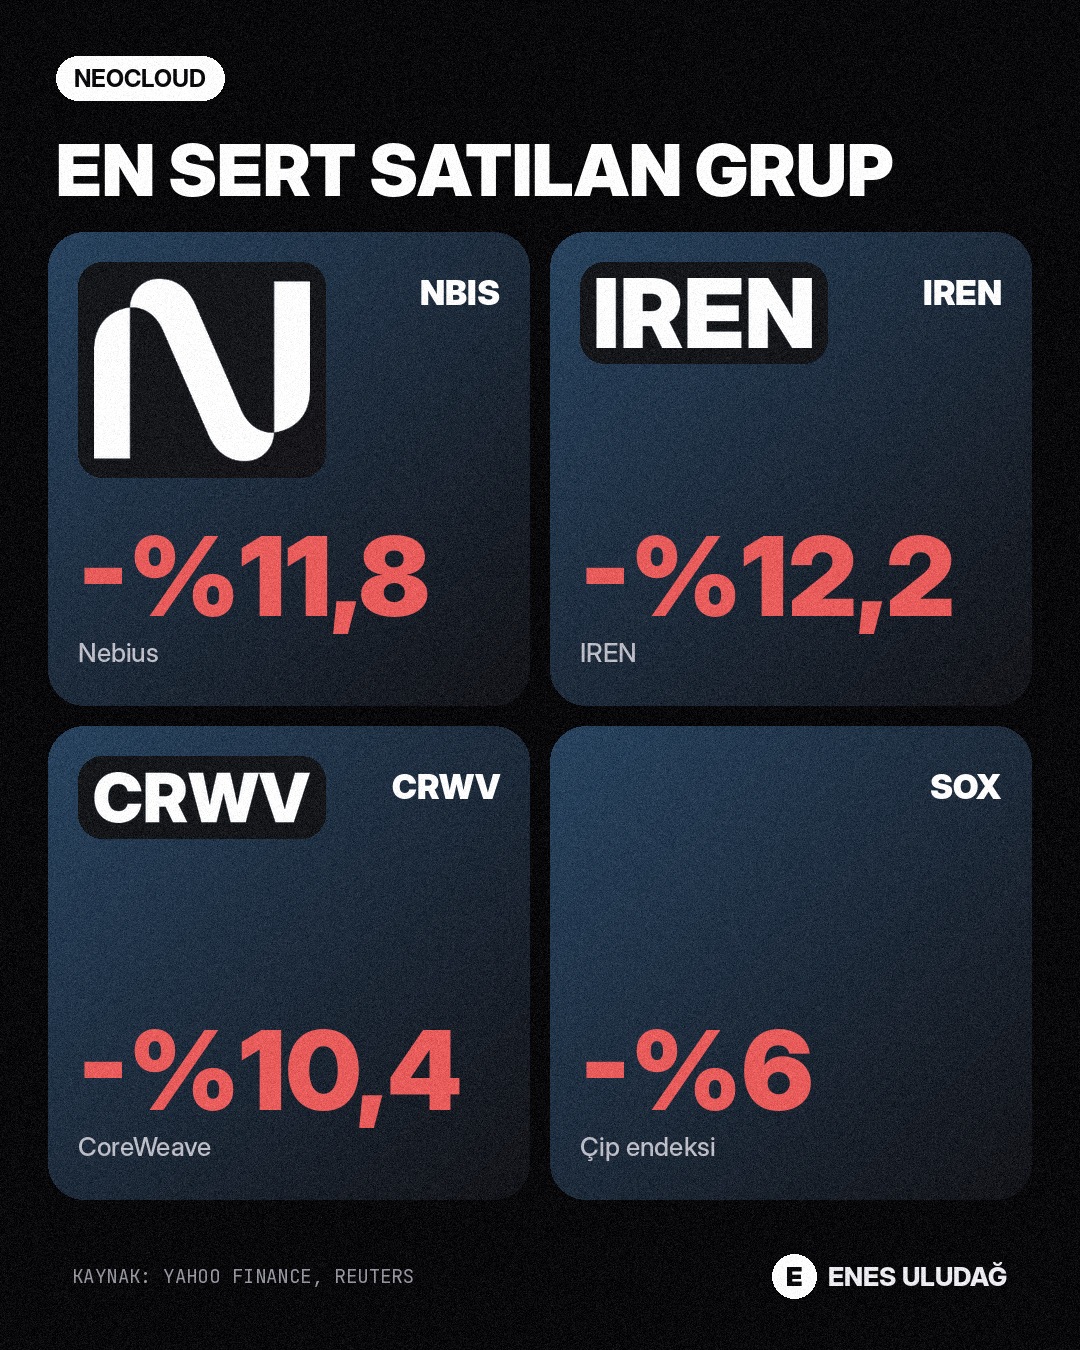 NEOCLOUD
EN SERT SATILAN GRUP
N
NBIS
-%11,8
Nebius
IREN
IREN
-%12,2
IREN
CRWV
CRWV
-%10,4
CoreWeave
SOX
-%6
Çip endeksi
KAYNAK: YAHOO FINANCE, REUTERS
E ENES ULUDAĞ